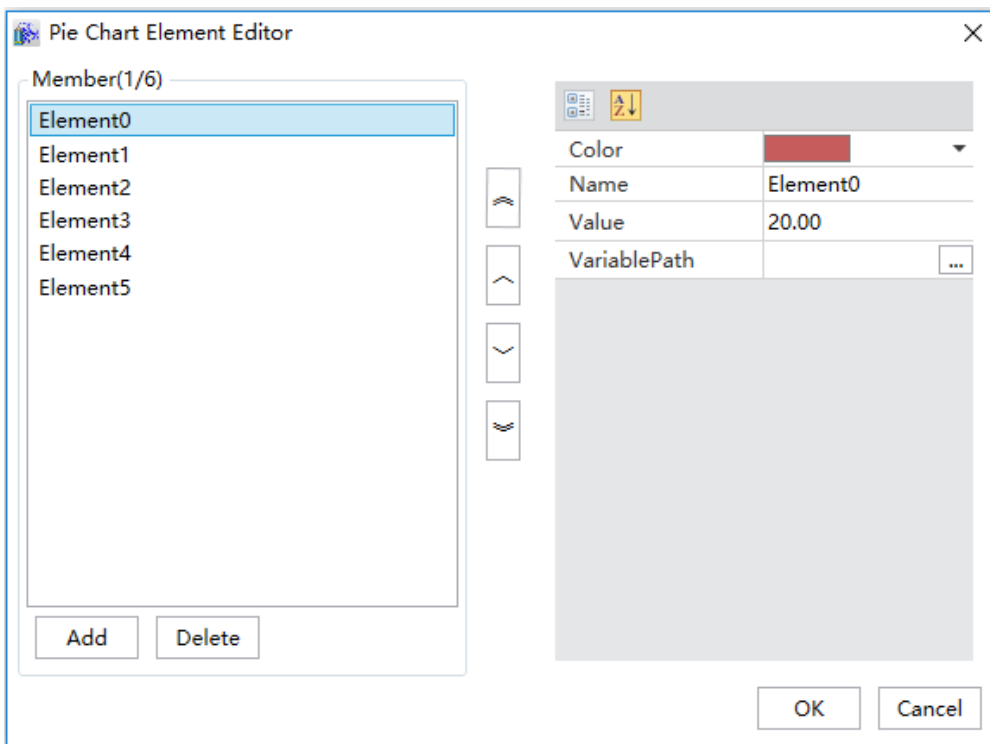 Pie Chart Element Editor
Member(1/6)
Element0
Element1
Element2
Element3
Element4
Element5
Add
Delete
Color
Name Element0
Value 20.00
VariablePath ...
OK
Cancel